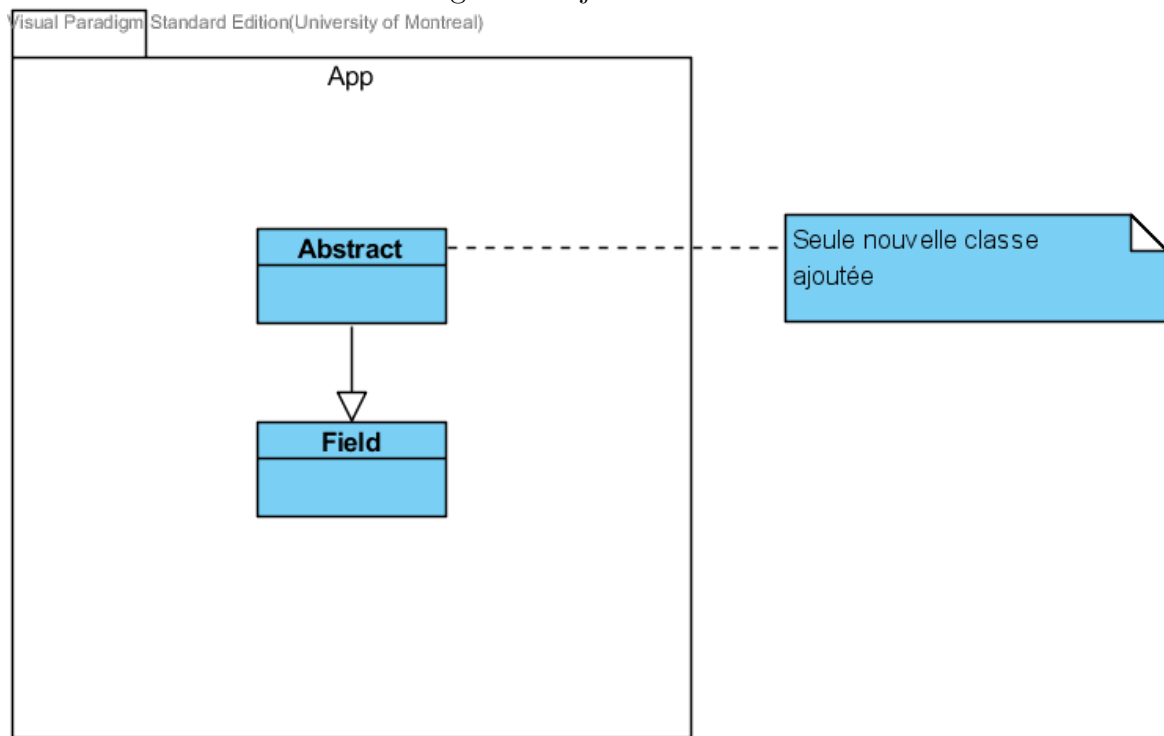 Visual Paradigm Standard Edition(University of Montreal)
App
Abstract
Seule nouvelle classe
ajoutée
Field